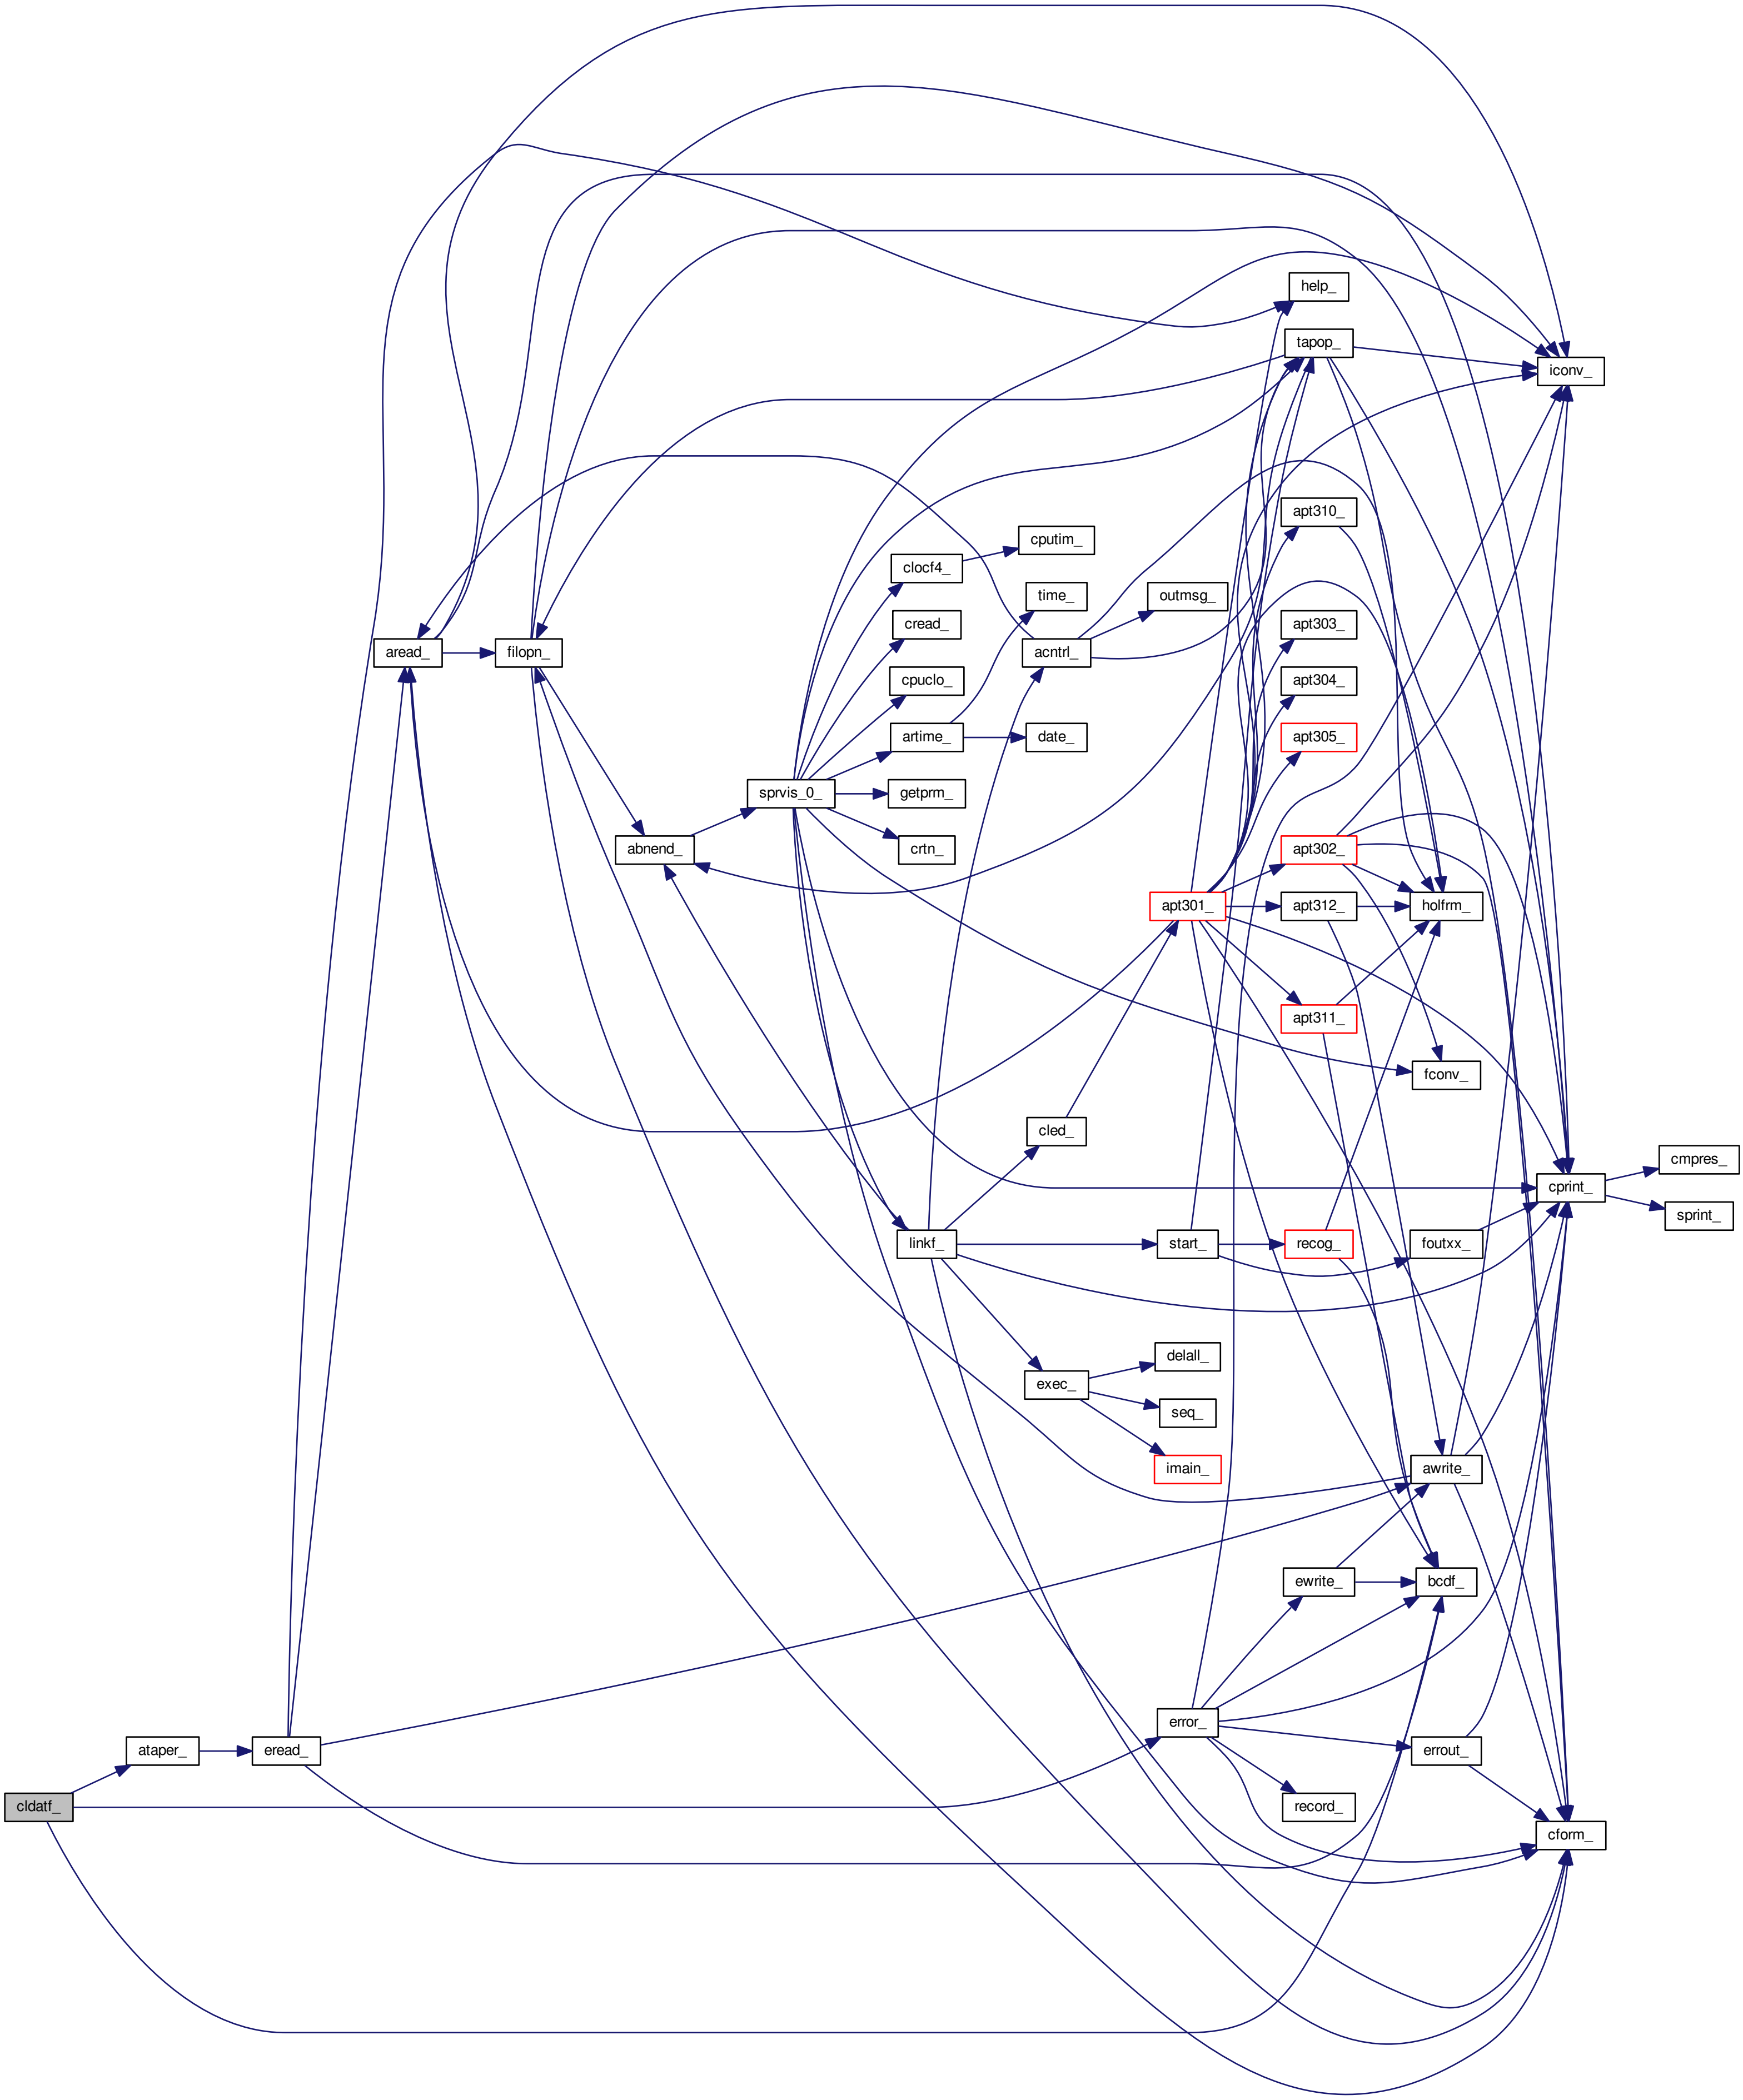 help_
tapop_
iconv_
apt310_
cputim_
clocf4_
time_
outmsg_
cread_
apt303_
aread_
filopn_
acntrl_
cpuclo_
apt304_
artime_
date_
apt305_
sprvis_0_
getprm_
abnend_
crtn_
apt302_
apt301_
apt312_
holfrm_
apt311_
fconv_
cled_
cmpres_
cprint_
sprint_
linkf_
start_
recog_
foutxx_
delall_
exec_
seq_
imain_
awrite_
ewrite_
bcdf_
error_
ataper_
eread_
errout_
cldatf_
record_
cform_